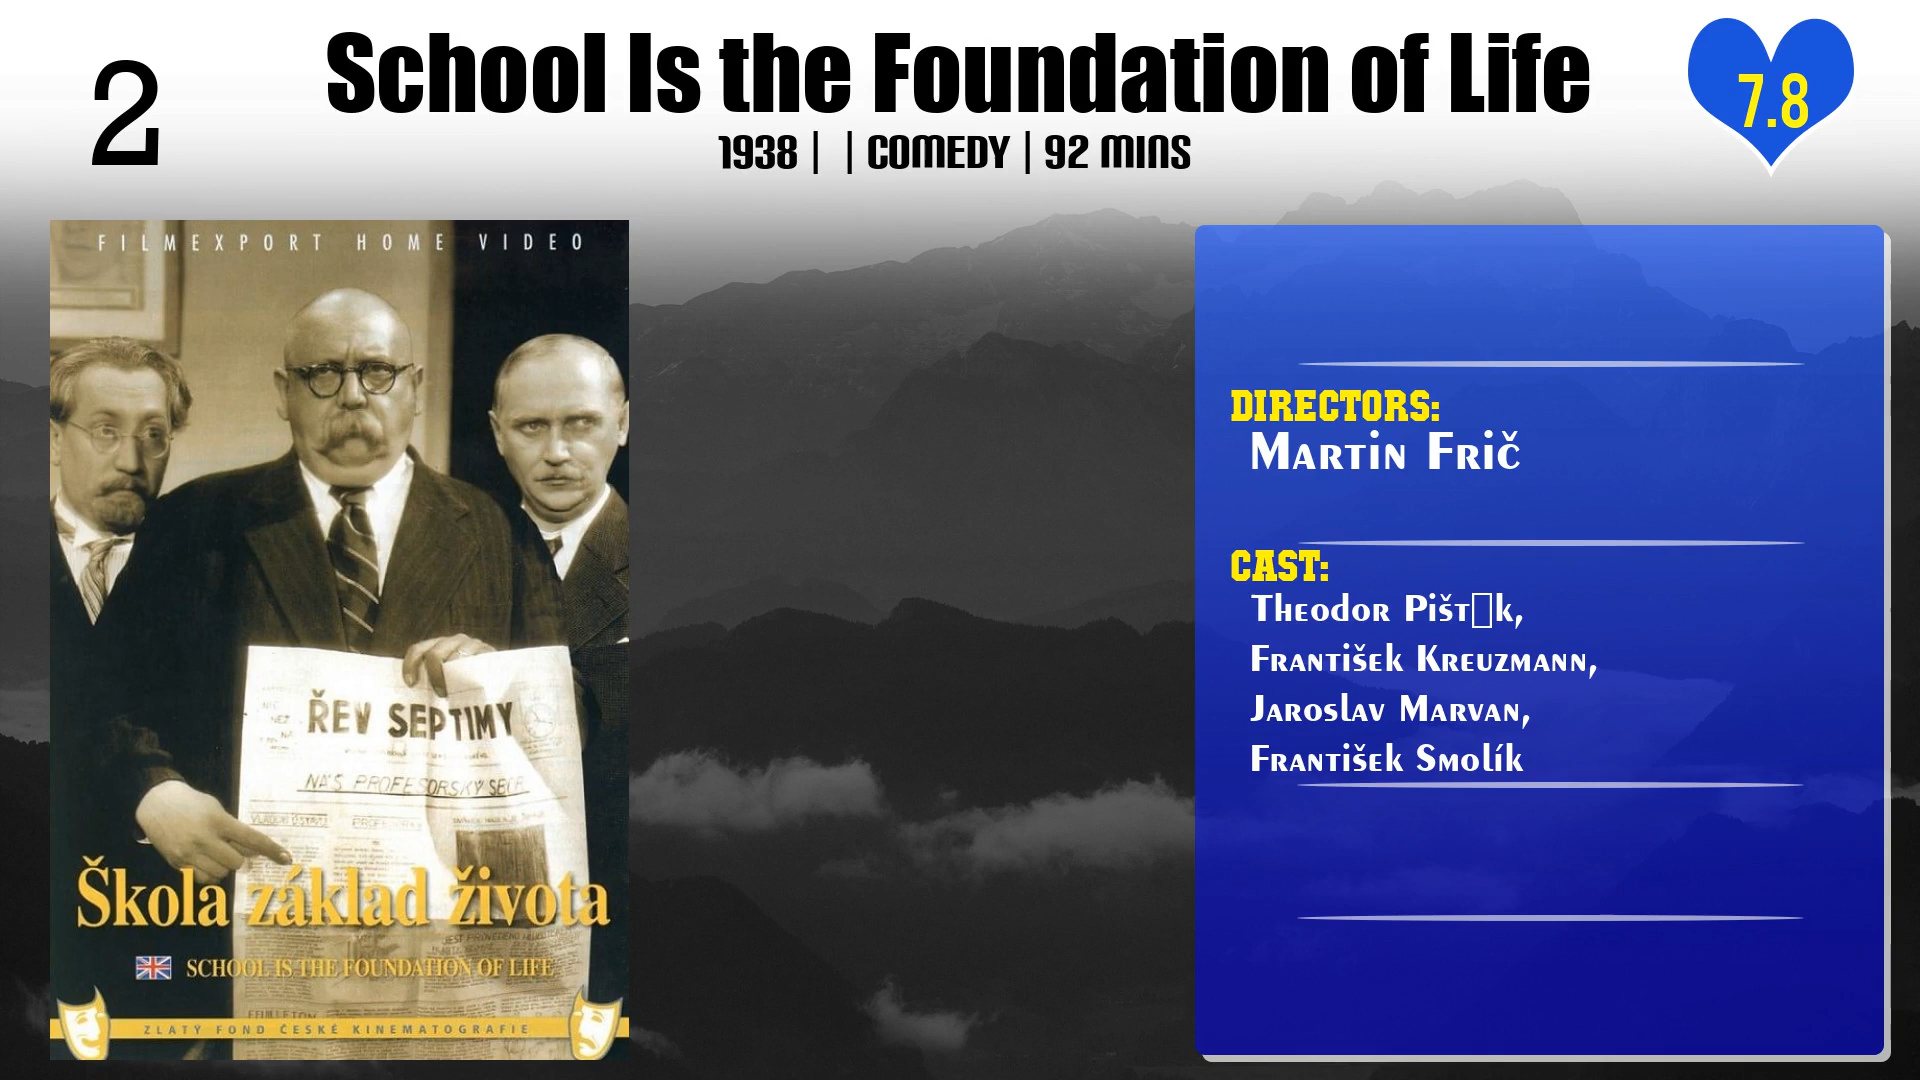 2
School Is the Foundation of Life
7.8
1938 | | COMEDY | 92 MINS
FILMEXPORT HOME VIDEO
ŘEV SEPTIMY
NÁŠ PROFESORSKÝ
Škola základ života
SCHOOL IS THE FOUNDATION OF LIFE
FEUILLETON
ZLATÝ FOND ČESKÉ KINEMATOGRAFIE
DIRECTORS:
Martin Frič
CAST:
Theodor Pišt□k,
František Kreuzmann,
Jaroslav Marvan,
František Smolík